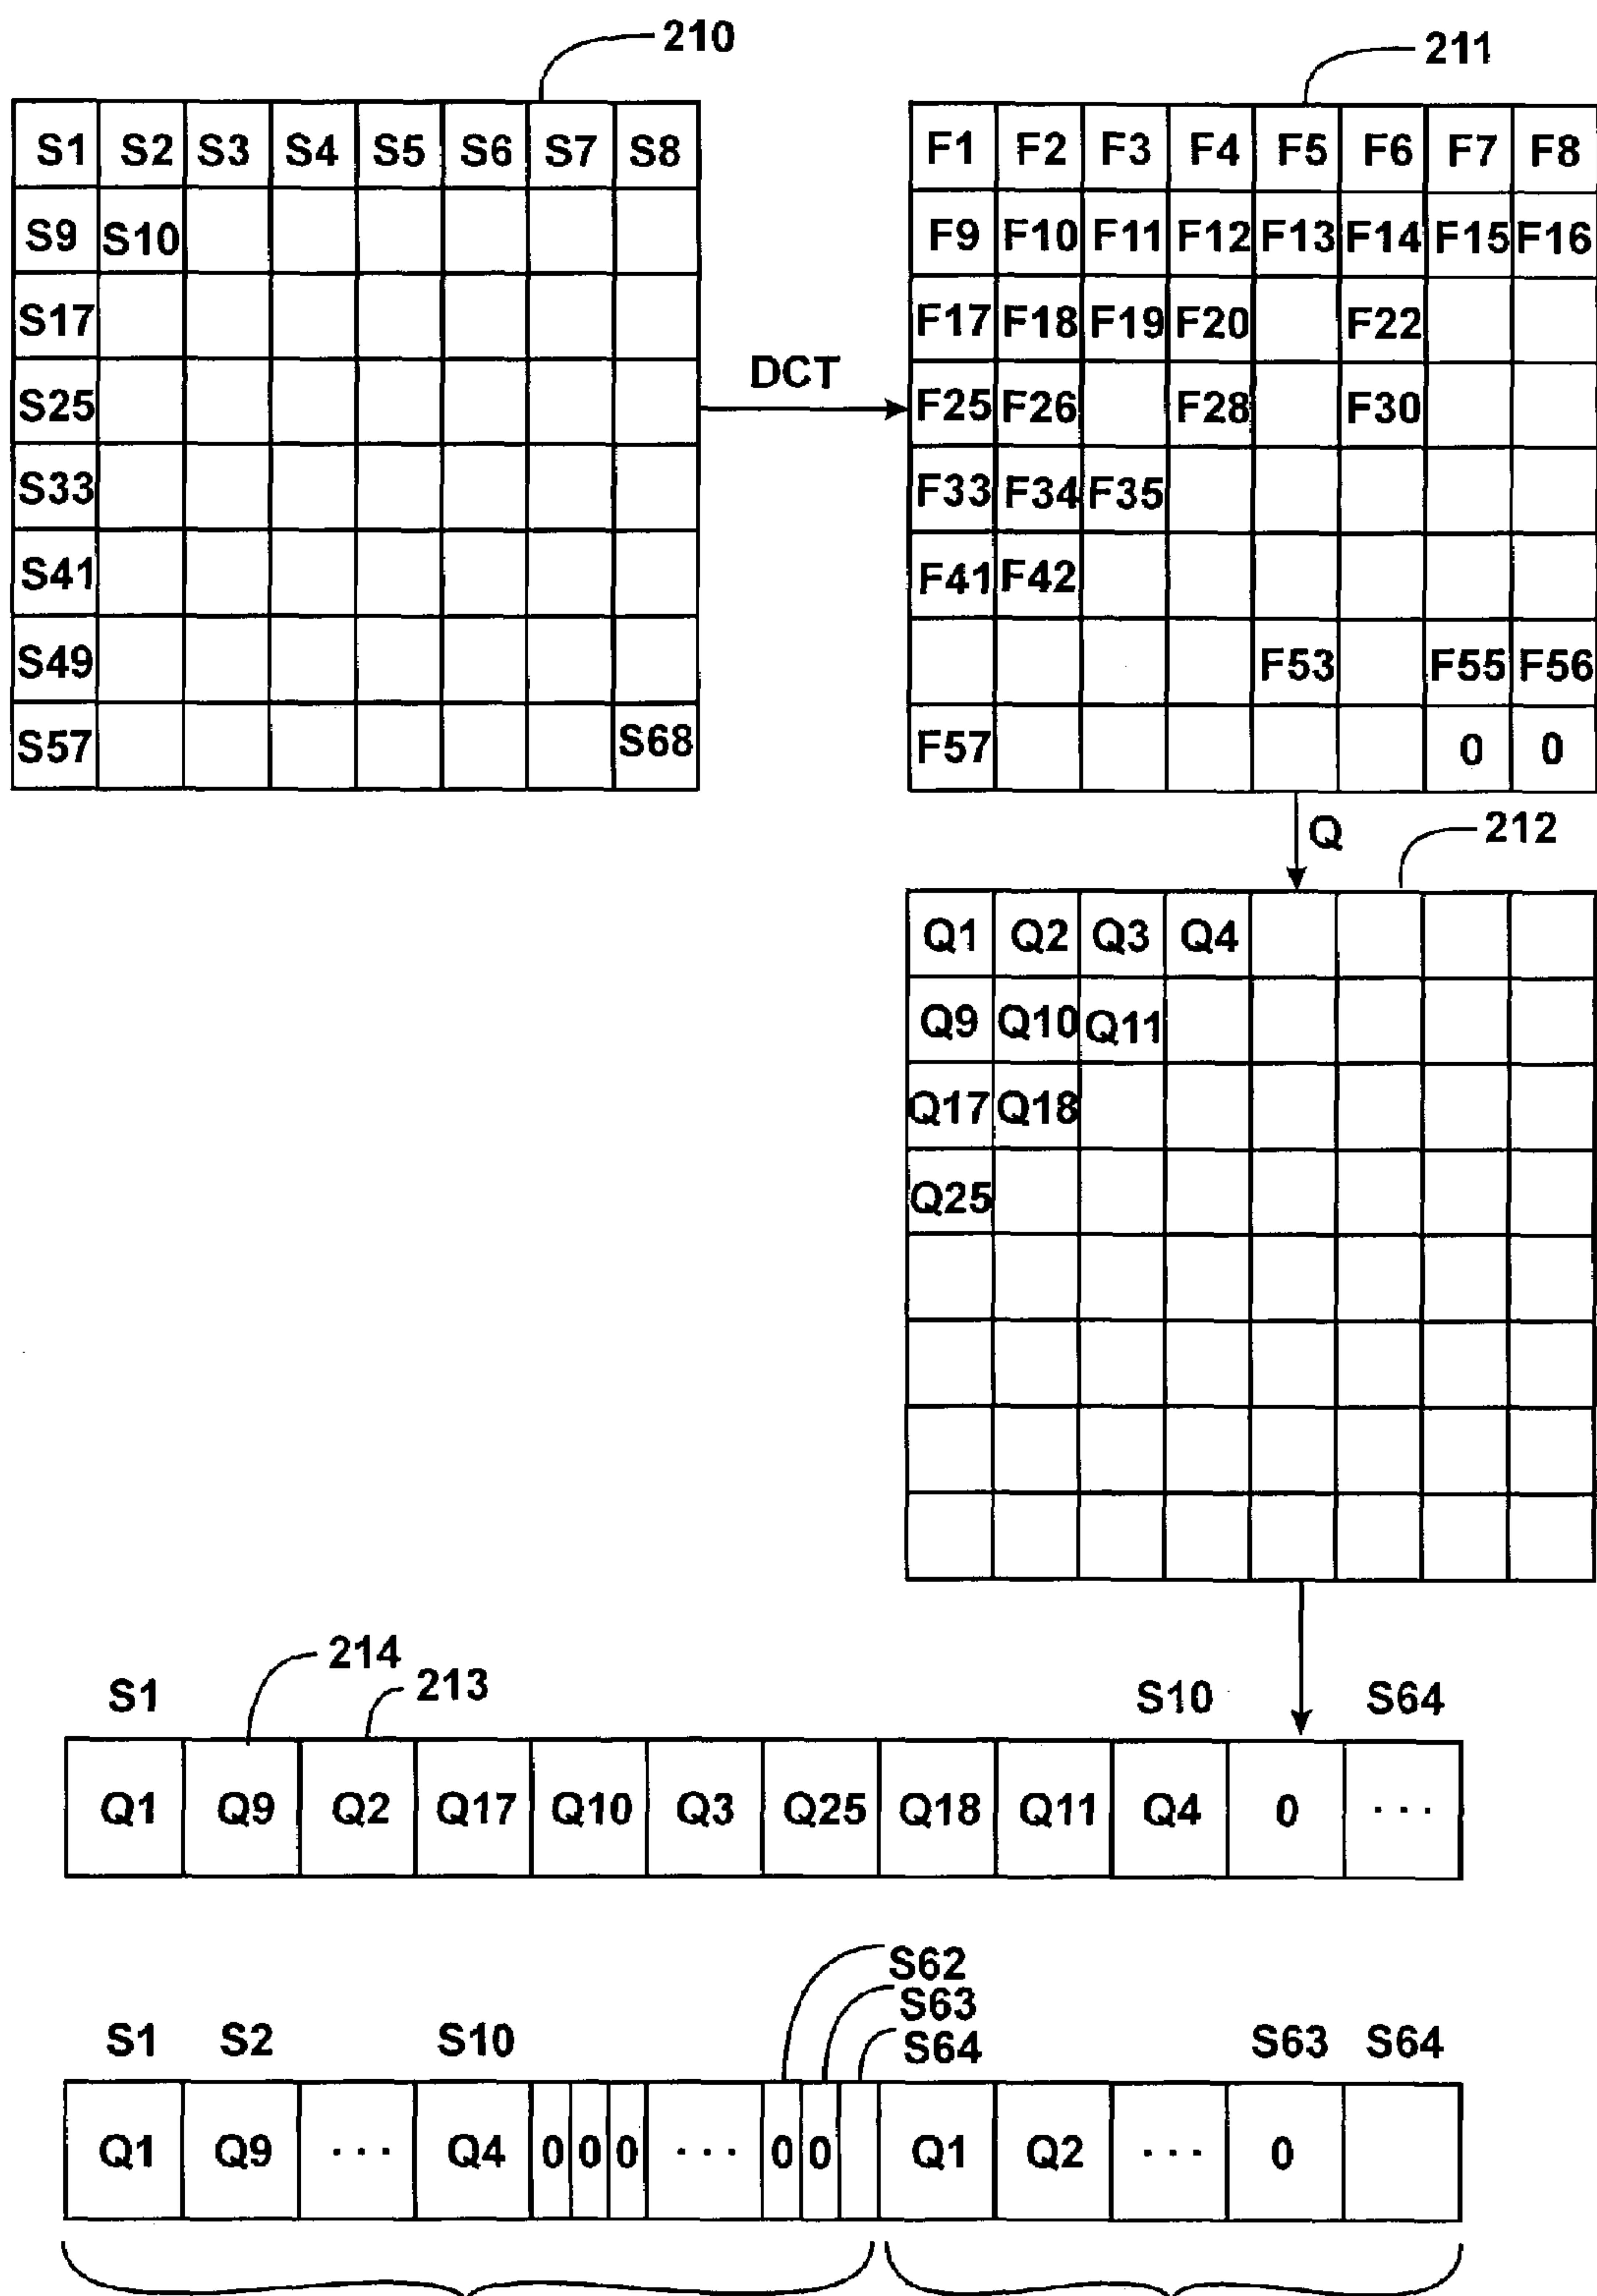 210
211
S1 S2 S3 S4 S5 S6 S7 S8
S9 S10
S17
S25
S33
S41
S49
S57 S68
DCT
F1 F2 F3 F4 F5 F6 F7 F8
F9 F10 F11 F12 F13 F14 F15 F16
F17 F18 F19 F20 F22
F25 F26 F28 F30
F33 F34 F35
F41 F42
F53 F55 F56
F57 0 0
Q
212
Q1 Q2 Q3 Q4
Q9 Q10 Q11
Q17 Q18
Q25
214
213
S1 S10 S64
Q1 Q9 Q2 Q17 Q10 Q3 Q25 Q18 Q11 Q4 0 ...
S62
S63
S64
S1 S2 S10 S63 S64
Q1 Q9 ... Q4 0 0 0 ... 0 0 Q1 Q2 ... 0